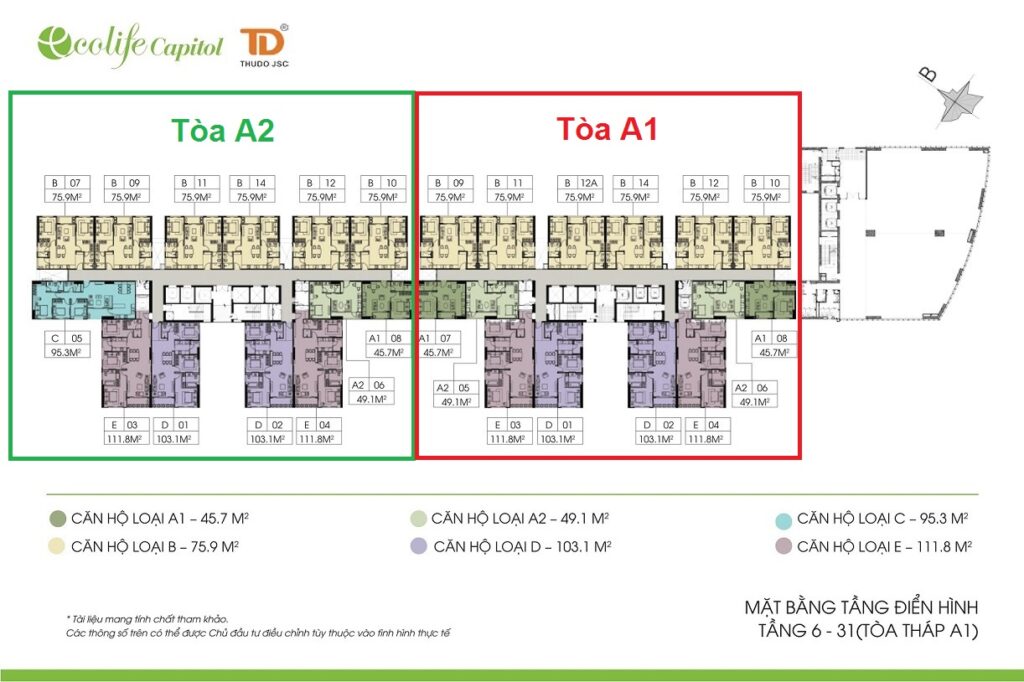 ecolife Capitol
TD®
THUDO JSC
B
Tòa A2
Tòa A1
B 07
75.9M²
B 09
75.9M²
B 11
75.9M²
B 14
75.9M²
B 12
75.9M²
B 10
75.9M²
B 09
75.9M²
B 11
75.9M²
B 12A
75.9M²
B 14
75.9M²
B 12
75.9M²
B 10
75.9M²
C 05
95.3M²
A1 08
45.7M²
A1 07
45.7M²
A1 08
45.7M²
A2 06
49.1M²
A2 05
49.1M²
A2 06
49.1M²
E 03
111.8M²
D 01
103.1M²
D 02
103.1M²
E 04
111.8M²
E 03
111.8M²
D 01
103.1M²
D 02
103.1M²
E 04
111.8M²
CĂN HỘ LOẠI A1 – 45.7 M²
CĂN HỘ LOẠI A2 – 49.1 M²
CĂN HỘ LOẠI C – 95.3 M²
CĂN HỘ LOẠI B – 75.9 M²
CĂN HỘ LOẠI D – 103.1 M²
CĂN HỘ LOẠI E – 111.8 M²
MẶT BẰNG TẦNG ĐIỂN HÌNH
TẦNG 6 - 31(TÒA THÁP A1)
* Tài liệu mang tính chất tham khảo.
Các thông số trên có thể được Chủ đầu tư điều chỉnh tùy thuộc vào tình hình thực tế